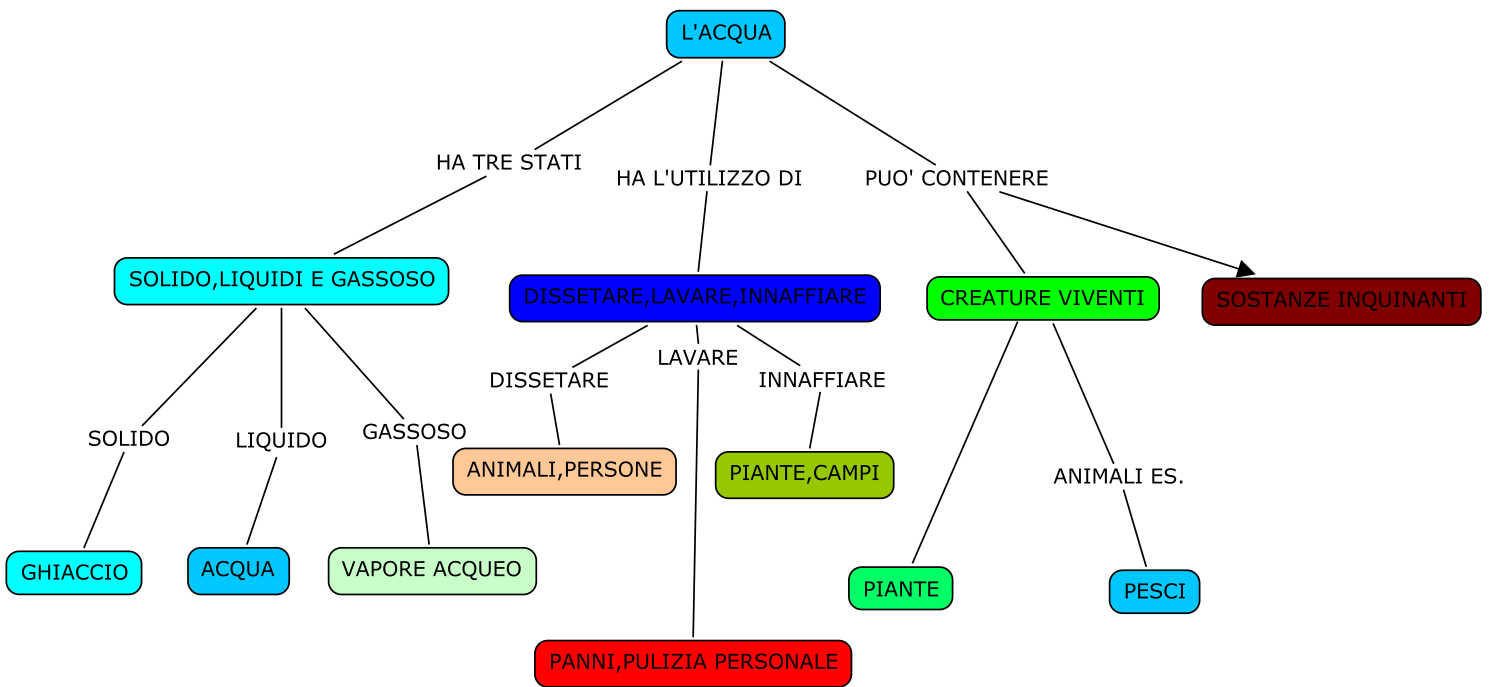 L'ACQUA
HA TRE STATI
HA L'UTILIZZO DI
PUO' CONTENERE
SOLIDO,LIQUIDI E GASSOSO
DISSETARE,LAVARE,INNAFFIARE
CREATURE VIVENTI
SOSTANZE INQUINANTI
SOLIDO
LIQUIDO
GASSOSO
DISSETARE
LAVARE
INNAFFIARE
ANIMALI,PERSONE
PIANTE,CAMPI
ANIMALI ES.
GHIACCIO
ACQUA
VAPORE ACQUEO
PIANTE
PESCI
PANNI,PULIZIA PERSONALE